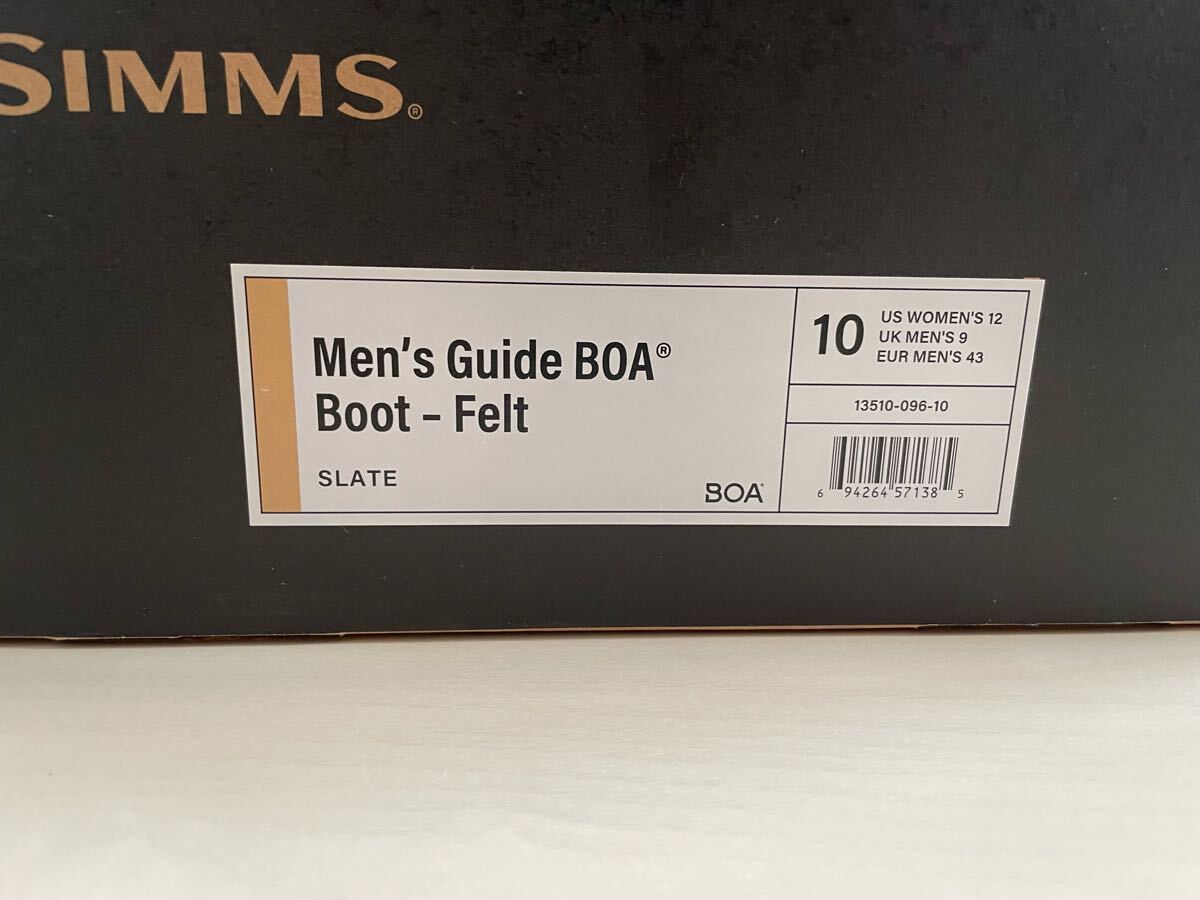 SIMMS®
Men's Guide BOA®
Boot – Felt
SLATE
BOA
10
US WOMEN'S 12
UK MEN'S 9
EUR MEN'S 43
13510-096-10
6 94264 57138 5